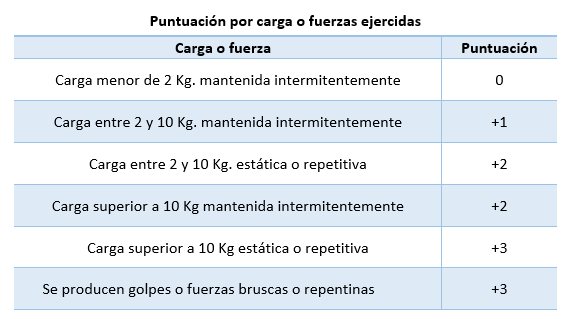 Puntuación por carga o fuerzas ejercidas
Carga o fuerza Puntuación
Carga menor de 2 Kg. mantenida intermitentemente 0
Carga entre 2 y 10 Kg. mantenida intermitentemente +1
Carga entre 2 y 10 Kg. estática o repetitiva +2
Carga superior a 10 Kg mantenida intermitentemente +2
Carga superior a 10 Kg estática o repetitiva +3
Se producen golpes o fuerzas bruscas o repentinas +3